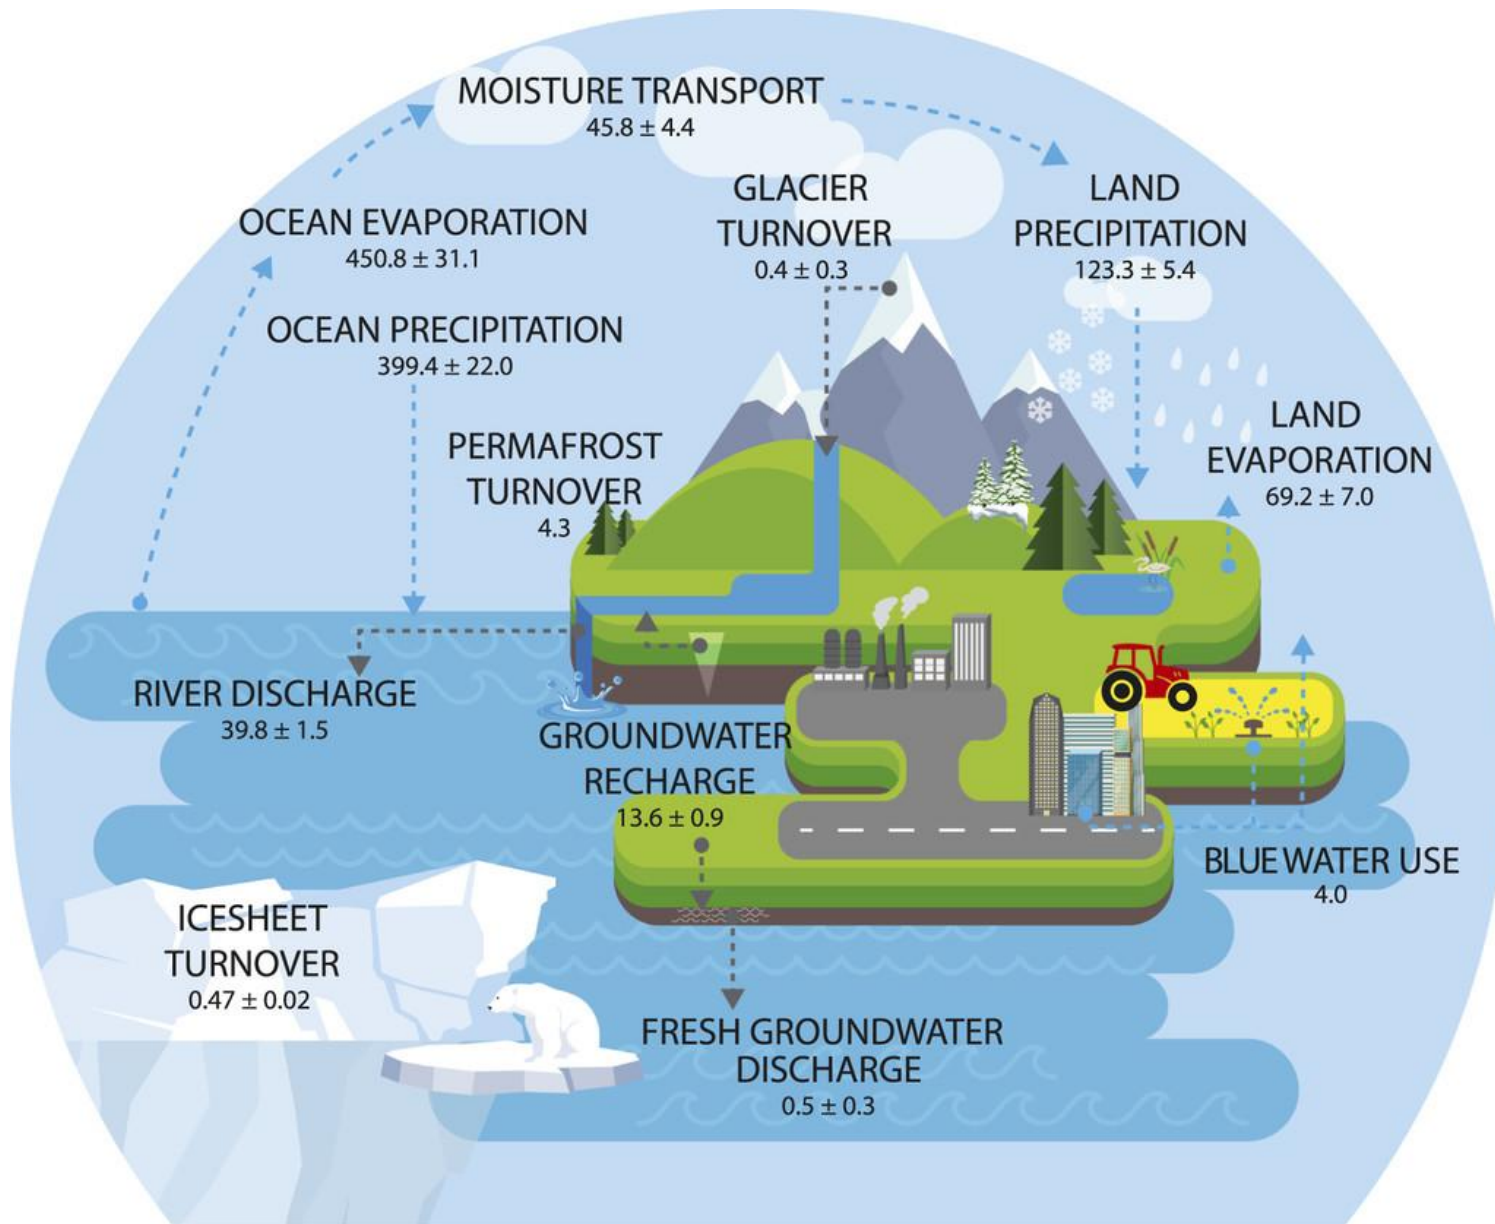 MOISTURE TRANSPORT
45.8 ± 4.4
GLACIER
TURNOVER
0.4 ± 0.3
LAND
PRECIPITATION
123.3 ± 5.4
OCEAN EVAPORATION
450.8 ± 31.1
OCEAN PRECIPITATION
399.4 ± 22.0
LAND
EVAPORATION
69.2 ± 7.0
PERMAFROST
TURNOVER
4.3
RIVER DISCHARGE
39.8 ± 1.5
GROUNDWATER
RECHARGE
13.6 ± 0.9
BLUE WATER USE
4.0
ICESHEET
TURNOVER
0.47 ± 0.02
FRESH GROUNDWATER
DISCHARGE
0.5 ± 0.3